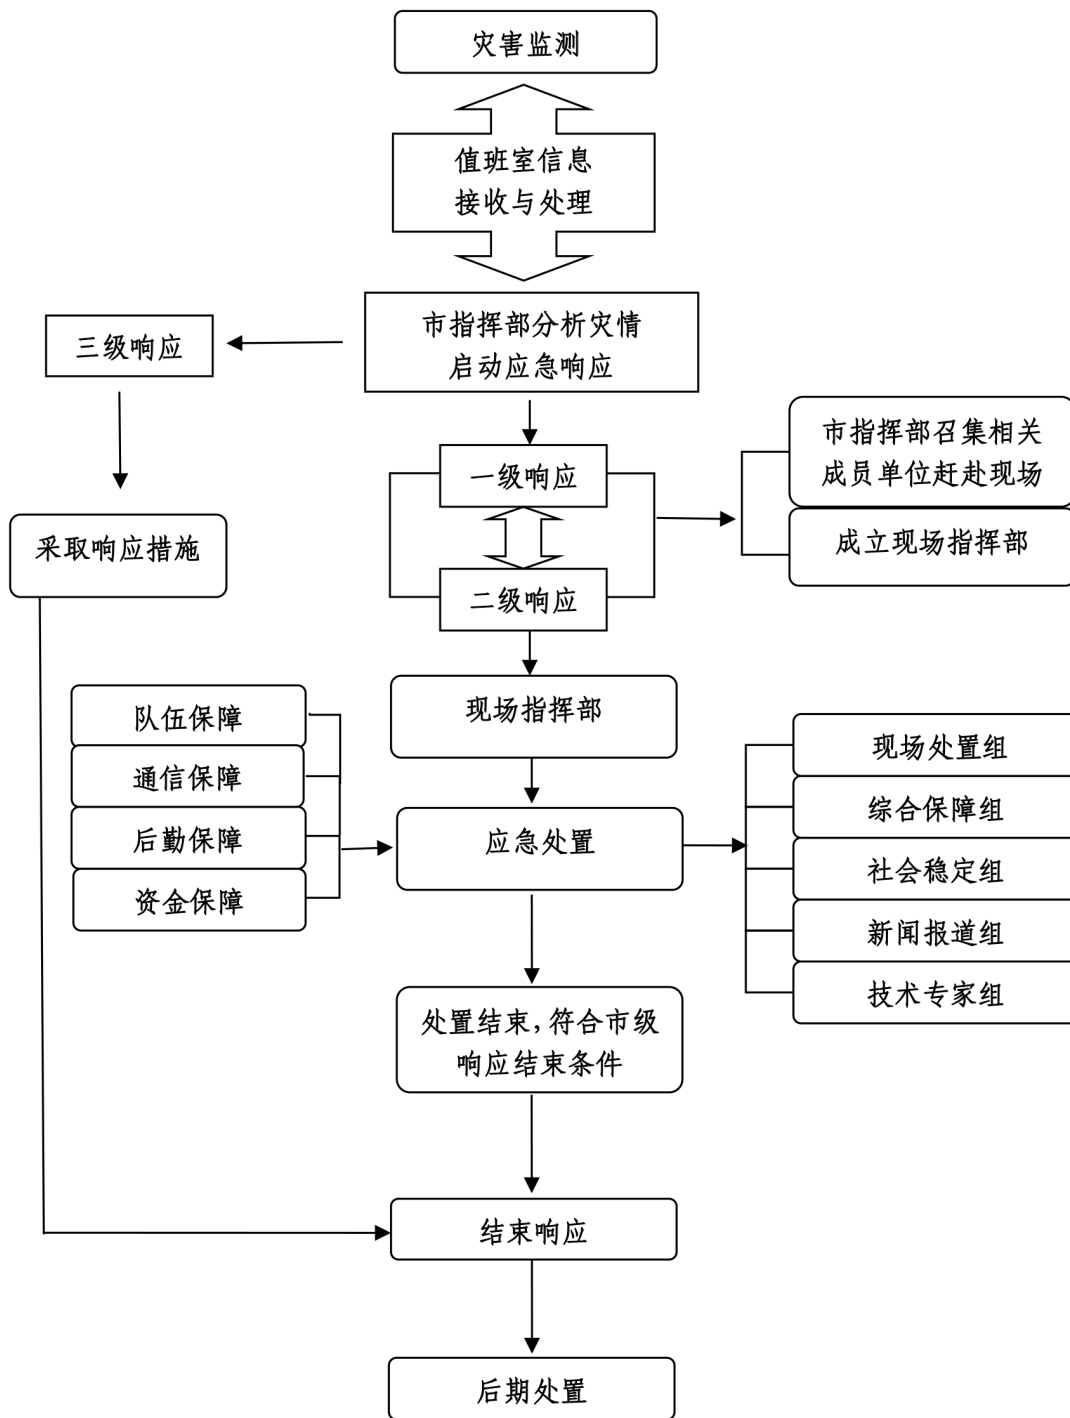 灾害监测
值班室信息
接收与处理
市指挥部分析灾情
启动应急响应
三级响应
市指挥部召集相关
成员单位赶赴现场
一级响应
采取响应措施
成立现场指挥部
二级响应
现场指挥部
队伍保障
通信保障
后勤保障
资金保障
应急处置
现场处置组
综合保障组
社会稳定组
新闻报道组
技术专家组
处置结束,符合市级
响应结束条件
结束响应
后期处置